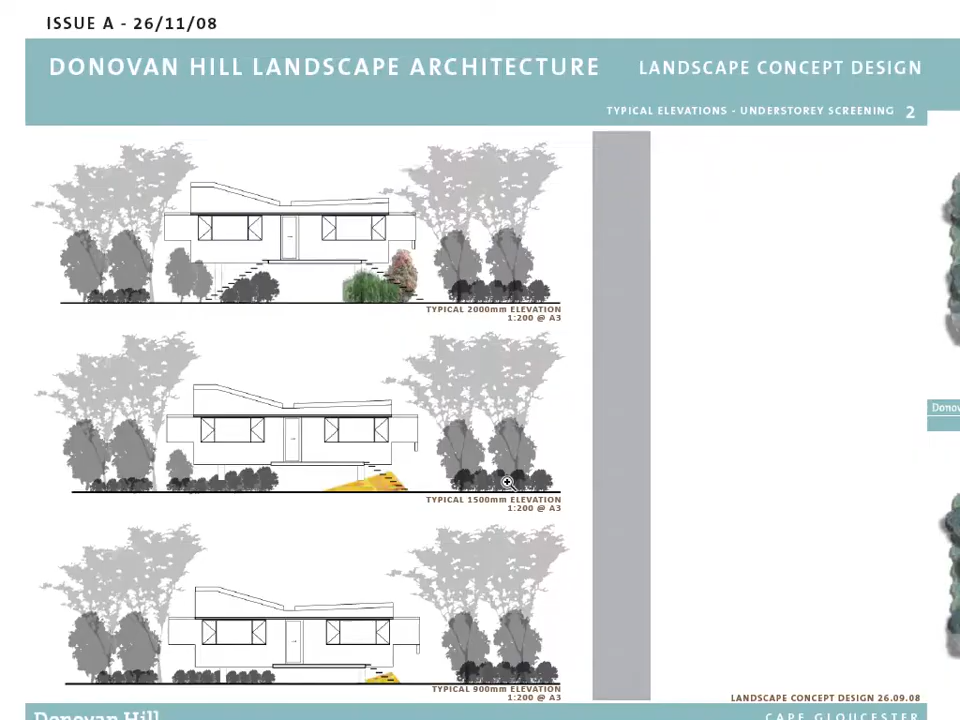 ISSUE A - 26/11/08
DONOVAN HILL LANDSCAPE ARCHITECTURE
LANDSCAPE CONCEPT DESIGN
TYPICAL ELEVATIONS - UNDERSTOREY SCREENING 2
TYPICAL 2000mm ELEVATION
1:200 @ A3
TYPICAL 1500mm ELEVATION
1:200 @ A3
TYPICAL 900mm ELEVATION
1:200 @ A3
LANDSCAPE CONCEPT DESIGN 26.09.08
Donovan Hill
CAPE GLOUCESTER